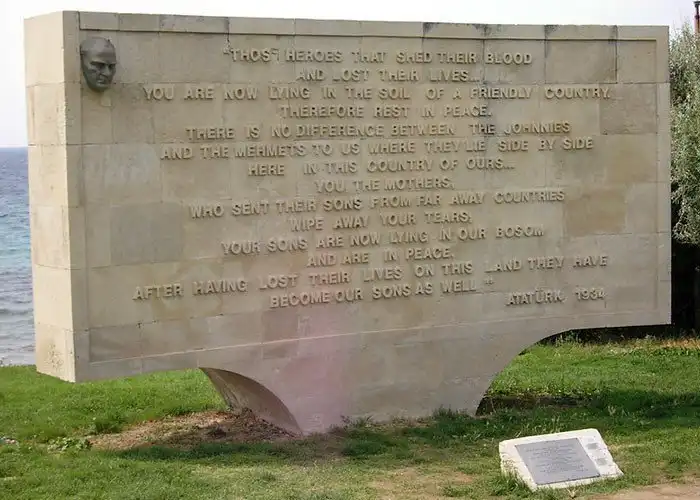 "THOSE HEROES THAT SHED THEIR BLOOD
AND LOST THEIR LIVES...
YOU ARE NOW LYING IN THE SOIL OF A FRIENDLY COUNTRY.
THEREFORE REST IN PEACE.
THERE IS NO DIFFERENCE BETWEEN THE JOHNNIES
AND THE MEHMETS TO US WHERE THEY LIE SIDE BY SIDE
HERE IN THIS COUNTRY OF OURS...
YOU THE MOTHERS,
WHO SENT THEIR SONS FROM FAR AWAY COUNTRIES
WIPE AWAY YOUR TEARS;
YOUR SONS ARE NOW LYING IN OUR BOSOM
AND ARE IN PEACE.
AFTER HAVING LOST THEIR LIVES ON THIS LAND THEY HAVE
BECOME OUR SONS AS WELL"
ATATÜRK, 1934